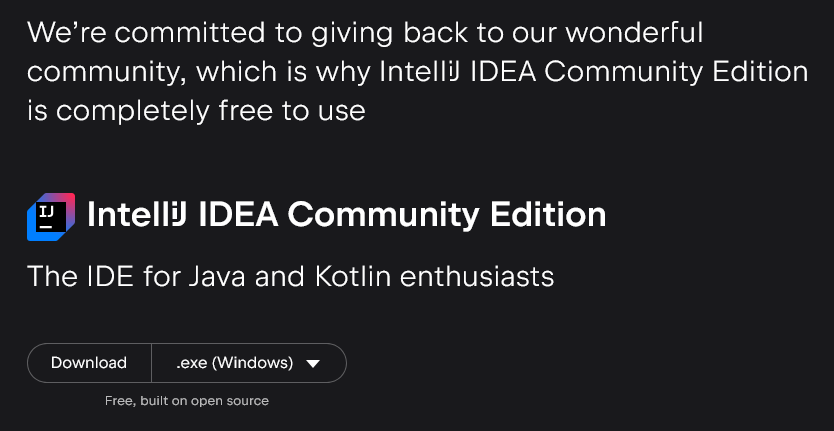 We’re committed to giving back to our wonderful
community, which is why IntelliJ IDEA Community Edition
is completely free to use
IJ
IntelliJ IDEA Community Edition
The IDE for Java and Kotlin enthusiasts
Download
.exe (Windows)
Free, built on open source